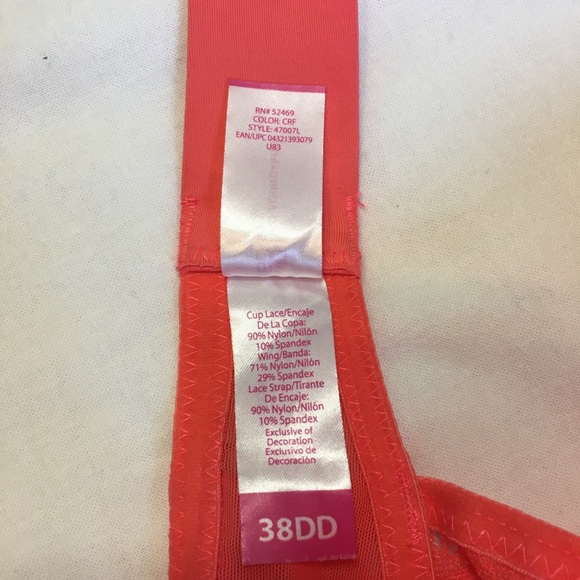 RN# 52469
COLOR: CRF
STYLE: 47007L
EAN/UPC 04321393079
U83
Cup Lace/Encaje
De La Copa:
90% Nylon/Nilón
10% Spandex
Wing/Banda:
71% Nylon/Nilón
29% Spandex
Lace Strap/Tirante
De Encaje:
90% Nylon/Nilón
10% Spandex
Exclusive of
Decoration
Exclusivo de
Decoración
38DD